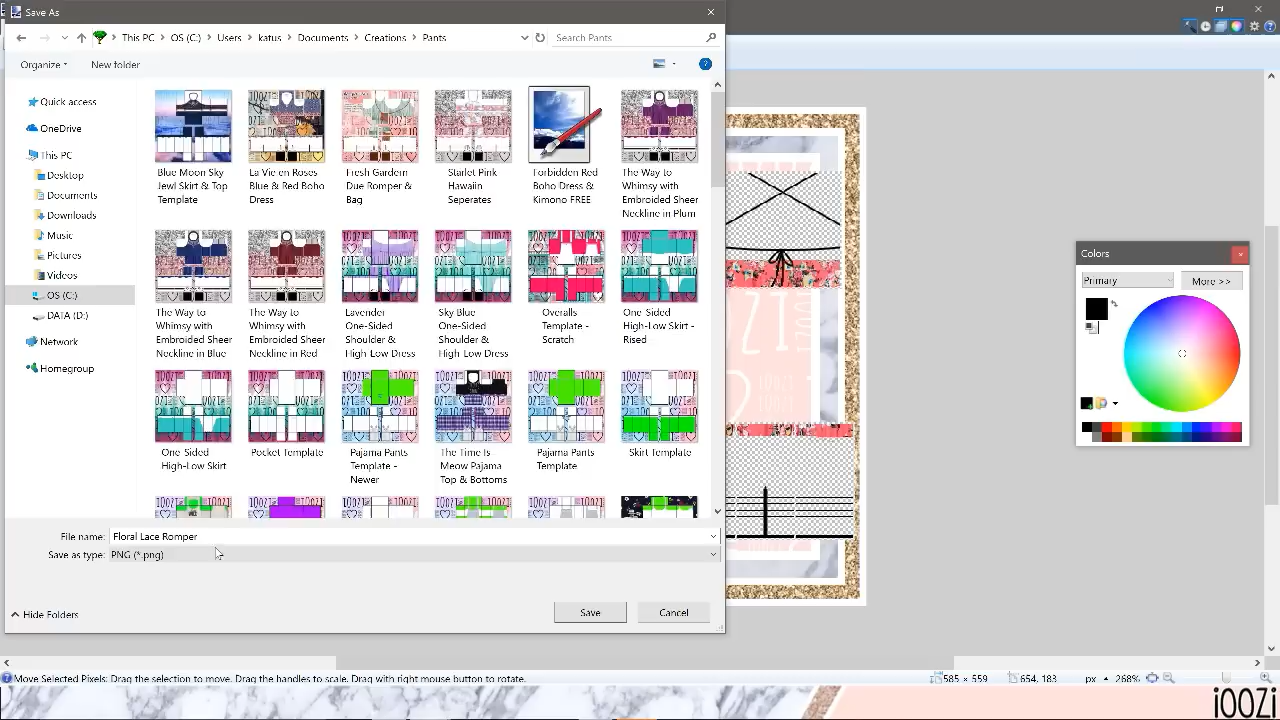 Save As
This PC
OS (C:)
Users
katus
Documents
Creations
Pants
Search Pants
Organize
New folder
Quick access
OneDrive
This PC
Desktop
Documents
Downloads
Music
Pictures
Videos
OS (C:)
DATA (D:)
Network
Homegroup
Blue Moon Sky
Jewl Skirt & Top
Template
La Vie en Roses
Blue & Red Boho
Dress
Fresh Garden
Due Romper &
Bag
Starlet Pink
Hawaiin
Seperates
Forbidden Red
Boho Dress &
Kimono FREE
The Way to
Whimsy with
Embroided Sheer
Neckline in Plum
The Way to
Whimsy with
Embroided Sheer
Neckline in Blue
The Way to
Whimsy with
Embroided Sheer
Neckline in Red
Lavender
One-Sided
Shoulder &
High-Low Dress
Sky Blue
One-Sided
Shoulder &
High-Low Dress
Overalls
Template -
Scratch
One-Sided
High-Low Skirt -
Rised
One-Sided
High-Low Skirt
Pocket Template
Pajama Pants
Template -
Newer
The Time Is
Meow Pajama
Top & Bottoms
Pajama Pants
Template
Skirt Template
File name:
Floral Lace Romper
Save as type:
PNG (*.png)
Hide Folders
Save
Cancel
Colors
Primary
More >>
Move Selected Pixels: Drag the selection to move. Drag the handles to scale. Drag with right mouse button to rotate.
585 × 559
654, 183
px
268%
iOOZi